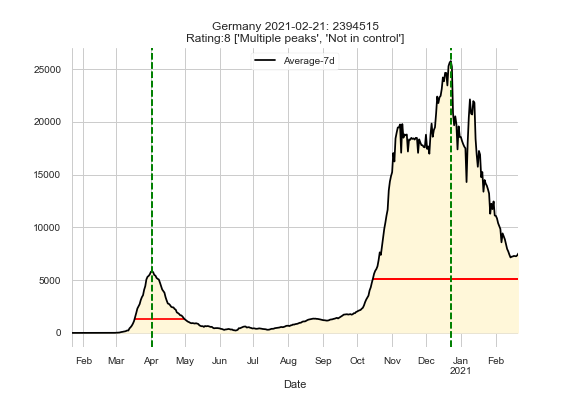 Germany 2021-02-21: 2394515
Rating:8 ['Multiple peaks', 'Not in control']
Average-7d
25000
20000
15000
10000
5000
0
Feb Mar Apr May Jun Jul Aug Sep Oct Nov Dec Jan Feb
2021
Date